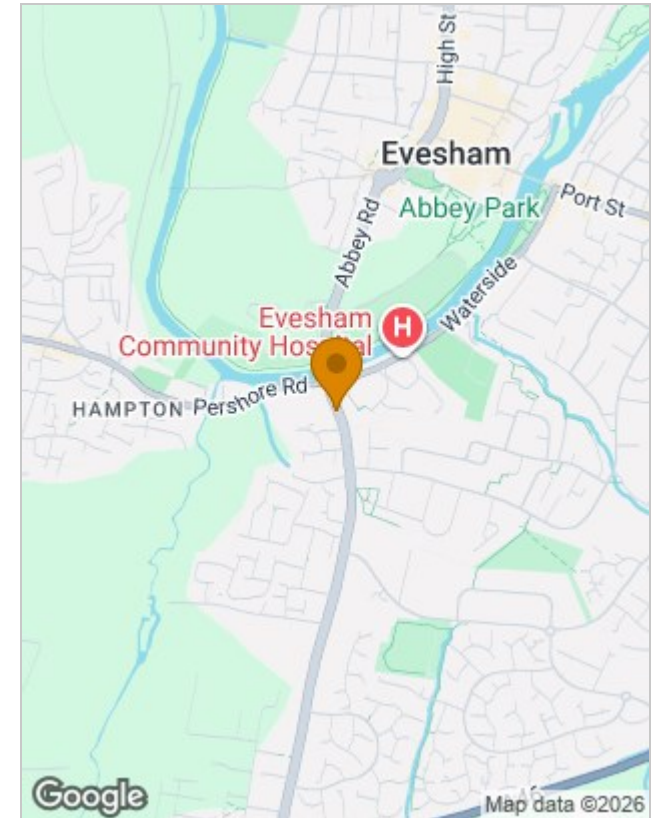 High St
Evesham
Abbey Park
Port St
Abbey Rd
Waterside
Evesham
Community Hospital
H
HAMPTON
Pershore Rd
A46
Google
Map data ©2026